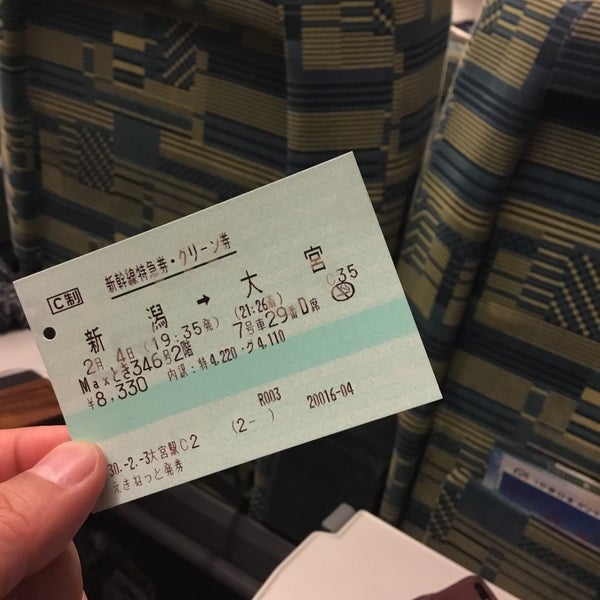 C制 新幹線特急券・グリーン券
新潟 ➡ 大宮
2月 4日 (19:35発) (21:26着) C35
Maxとき346号2階 7号車29番D席
¥8,330 内訳:特4,220・グ4,110
R003
(2- ) 20016-04
30.-2.-3大宮駅C2
えきねっと発券